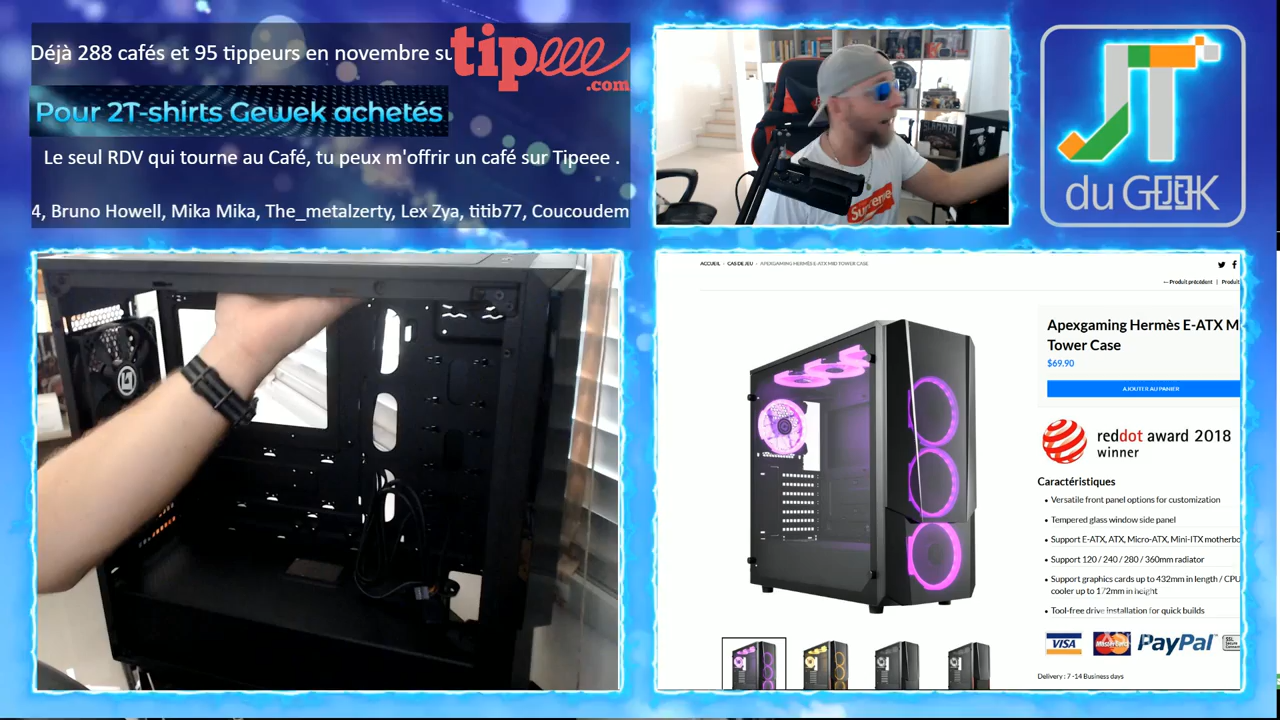 Déjà 288 cafés et 95 tippeurs en novembre su
tipeee
.com
Pour 2T-shirts Gewek achetés
Le seul RDV qui tourne au Café, tu peux m'offrir un café sur Tipeee .
4, Bruno Howell, Mika Mika, The_metalzerty, Lex Zya, titib77, Coucoudem
Supreme
JT
du GEEK
ACCUEIL
CAS DE JEU
APEXGAMING HERMÈS E-ATX MID TOWER CASE
Produit précédent | Produit
Apexgaming Hermès E-ATX M
Tower Case
$69.90
AJOUTER AU PANIER
reddot award 2018
winner
Caractéristiques
Versatile front panel options for customization
Tempered glass window side panel
Support E-ATX, ATX, Micro-ATX, Mini-ITX motherbo
Support 120 / 240 / 280 / 360mm radiator
Support graphics cards up to 432mm in length / CPU
cooler up to 172mm in height
Tool-free drive installation for quick builds
VISA
MasterCard
PayPal
Delivery : 7 -14 Business days